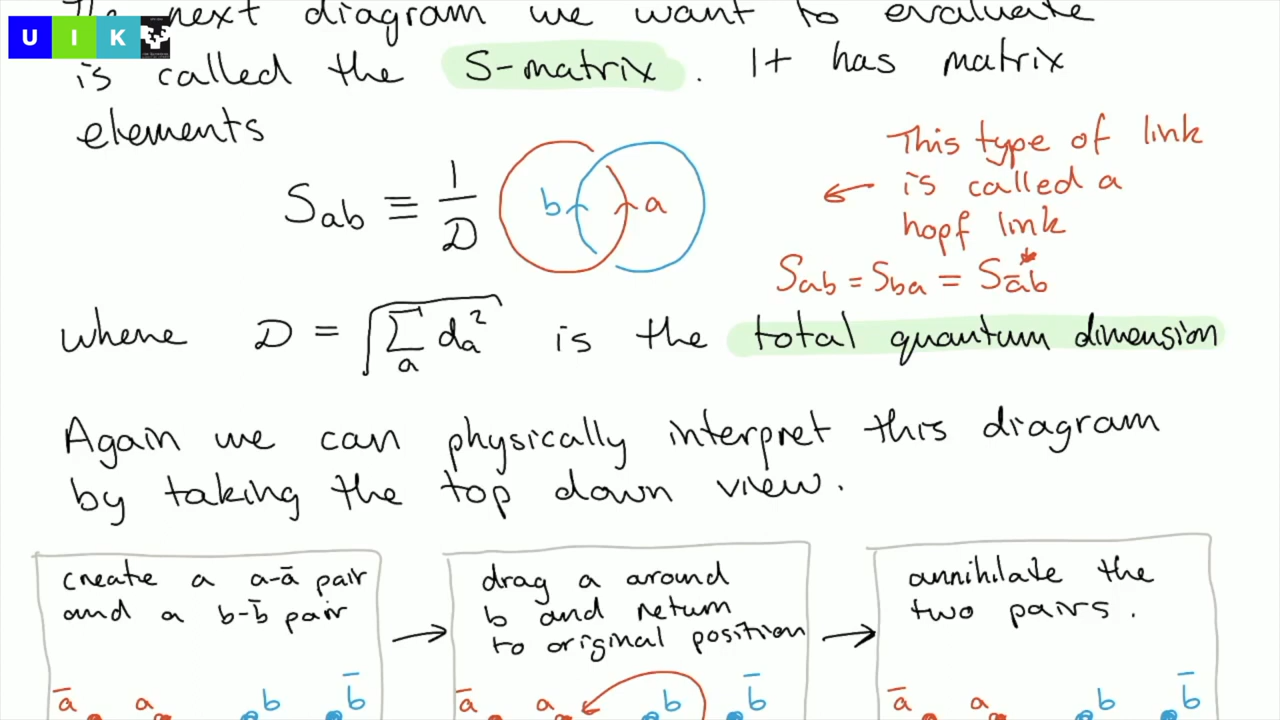 The next diagram we want to evaluate
U I K
is called the S-matrix. It has matrix
elements
S_ab ≡ 1/D b a
This type of link
← is called a
hopf link
S_ab = S_ba = S_āb*
where D = √(∑_a d_a²) is the total quantum dimension
Again we can physically interpret this diagram
by taking the top down view.
create a a-ā pair
and a b-b̄ pair
→
drag a around
b and return
to original position
→
annihilate the
two pairs.
ā a b b̄
ā a b b̄
ā a b b̄